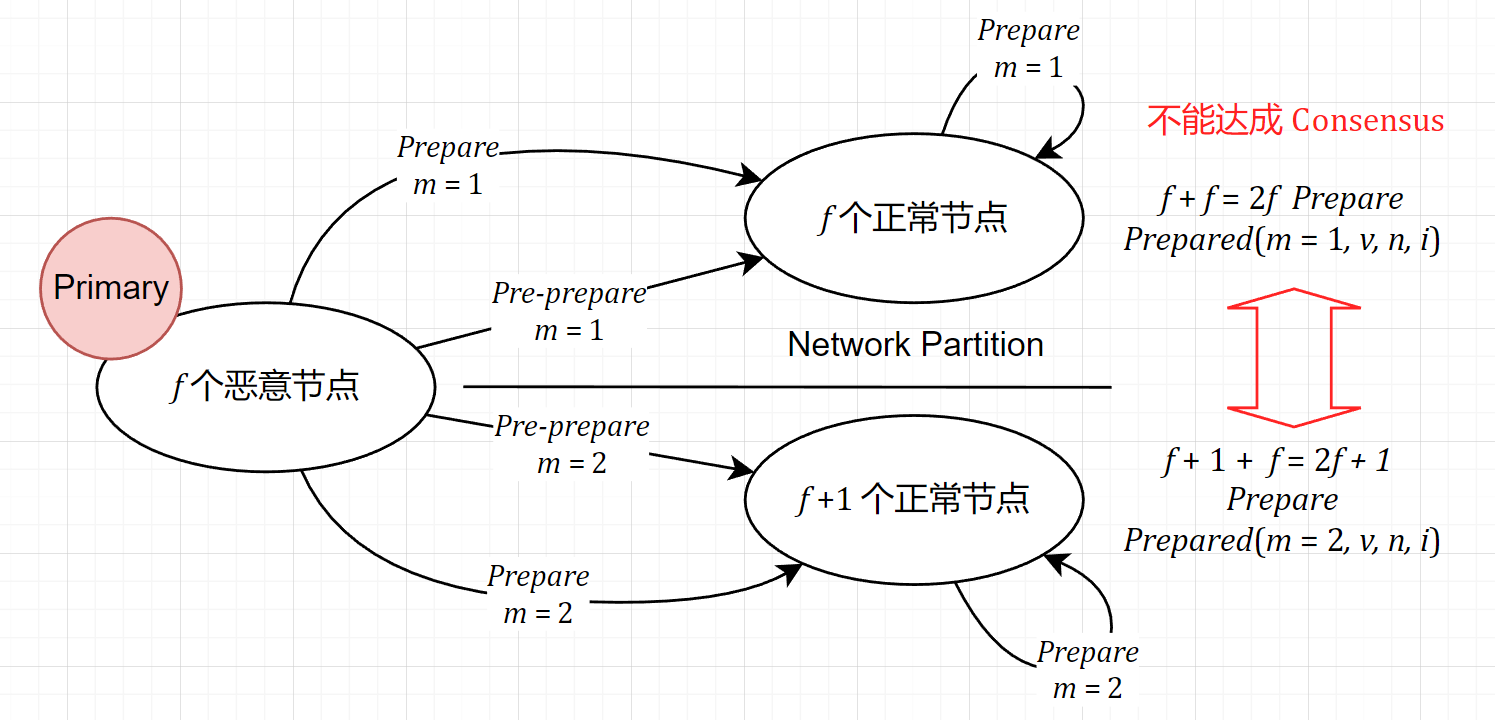 Prepare
m = 1
不能达成 Consensus
Prepare
m = 1
f + f = 2f Prepare
Prepared(m = 1, v, n, i)
f 个正常节点
Primary
Pre-prepare
m = 1
Network Partition
f 个恶意节点
Pre-prepare
m = 2
f + 1 + f = 2f + 1
Prepare
Prepared(m = 2, v, n, i)
f +1 个正常节点
Prepare
m = 2
Prepare
m = 2